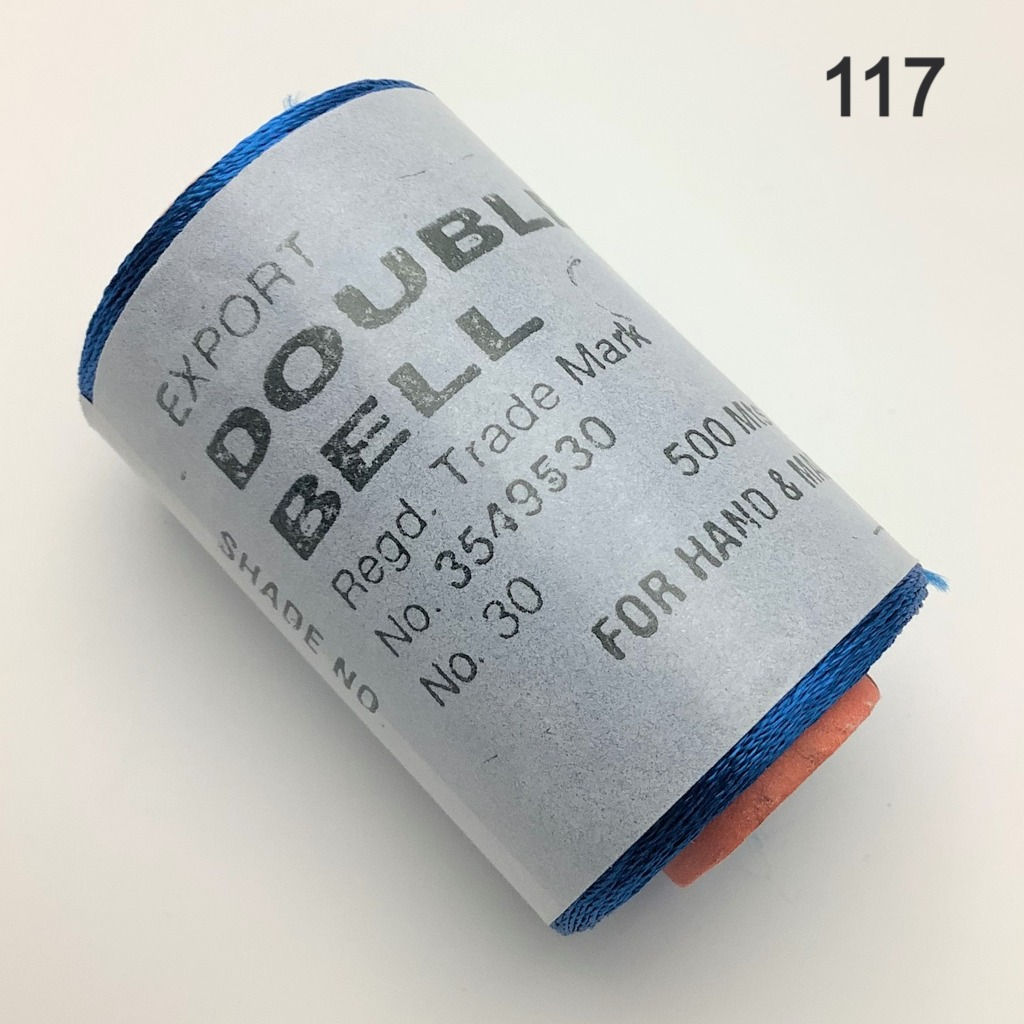 117
EXPORT
DOUBL
BELL
Regd. Trade Mark
No. 3549530
No. 30
500
FOR HAND &
SHADE NO.